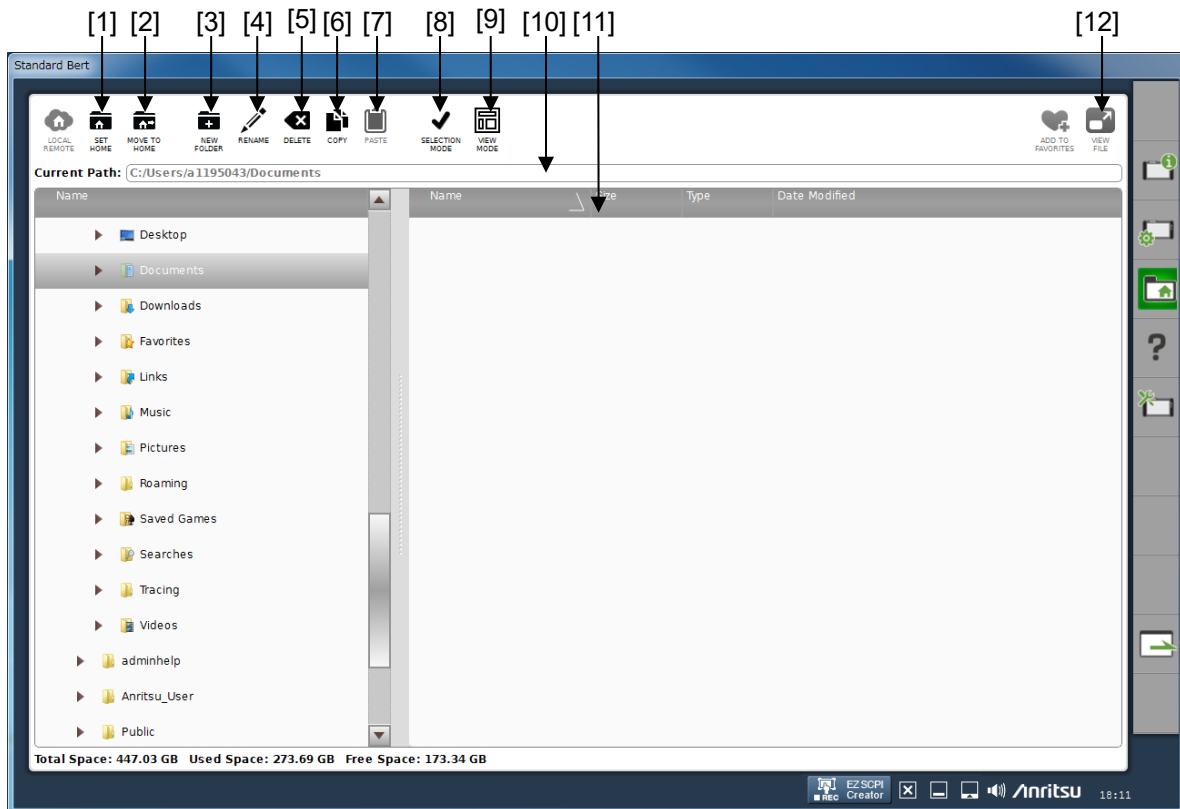 [1] [2] [3] [4] [5] [6] [7] [8] [9] [10] [11] [12]
Standard Bert
LOCAL REMOTE
SET HOME
MOVE TO HOME
NEW FOLDER
RENAME
DELETE
COPY
PASTE
SELECTION MODE
VIEW MODE
ADD TO FAVORITES
VIEW FILE
Current Path: C:/Users/a1195043/Documents
Name Name Size Type Date Modified
Desktop
Documents
Downloads
Favorites
Links
Music
Pictures
Roaming
Saved Games
Searches
Tracing
Videos
adminhelp
Anritsu_User
Public
Total Space: 447.03 GB Used Space: 273.69 GB Free Space: 173.34 GB
REC EZ SCPI Creator Anritsu 18:11